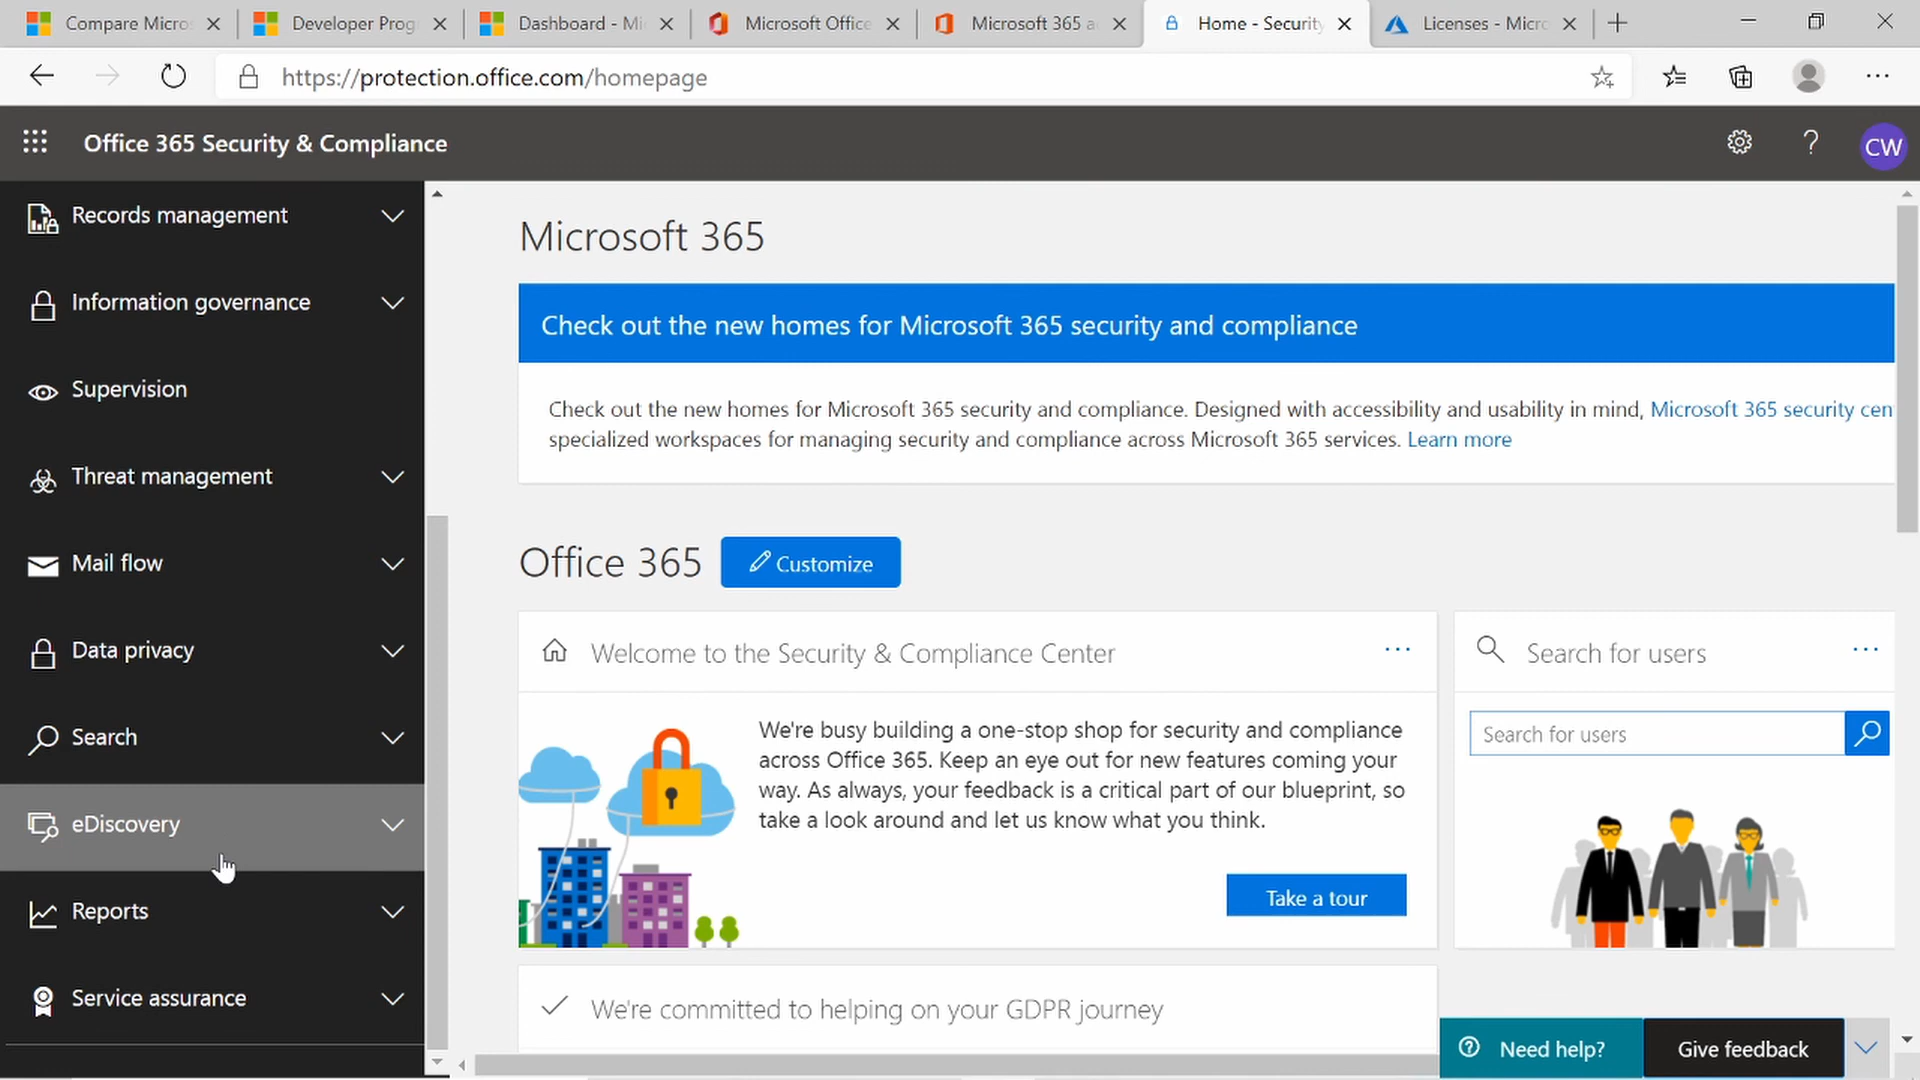 Compare Micros
Developer Prog
Dashboard - Mi
Microsoft Office
Microsoft 365 a
Home - Security
Licenses - Micro
https://protection.office.com/homepage
Office 365 Security & Compliance
?
CW
Records management
Information governance
Supervision
Threat management
Mail flow
Data privacy
Search
eDiscovery
Reports
Service assurance
Microsoft 365
Check out the new homes for Microsoft 365 security and compliance
Check out the new homes for Microsoft 365 security and compliance. Designed with accessibility and usability in mind, Microsoft 365 security cen
specialized workspaces for managing security and compliance across Microsoft 365 services. Learn more
Office 365
Customize
Welcome to the Security & Compliance Center
We're busy building a one-stop shop for security and compliance
across Office 365. Keep an eye out for new features coming your
way. As always, your feedback is a critical part of our blueprint, so
take a look around and let us know what you think.
Take a tour
Search for users
Search for users
We're committed to helping on your GDPR journey
Need help?
Give feedback